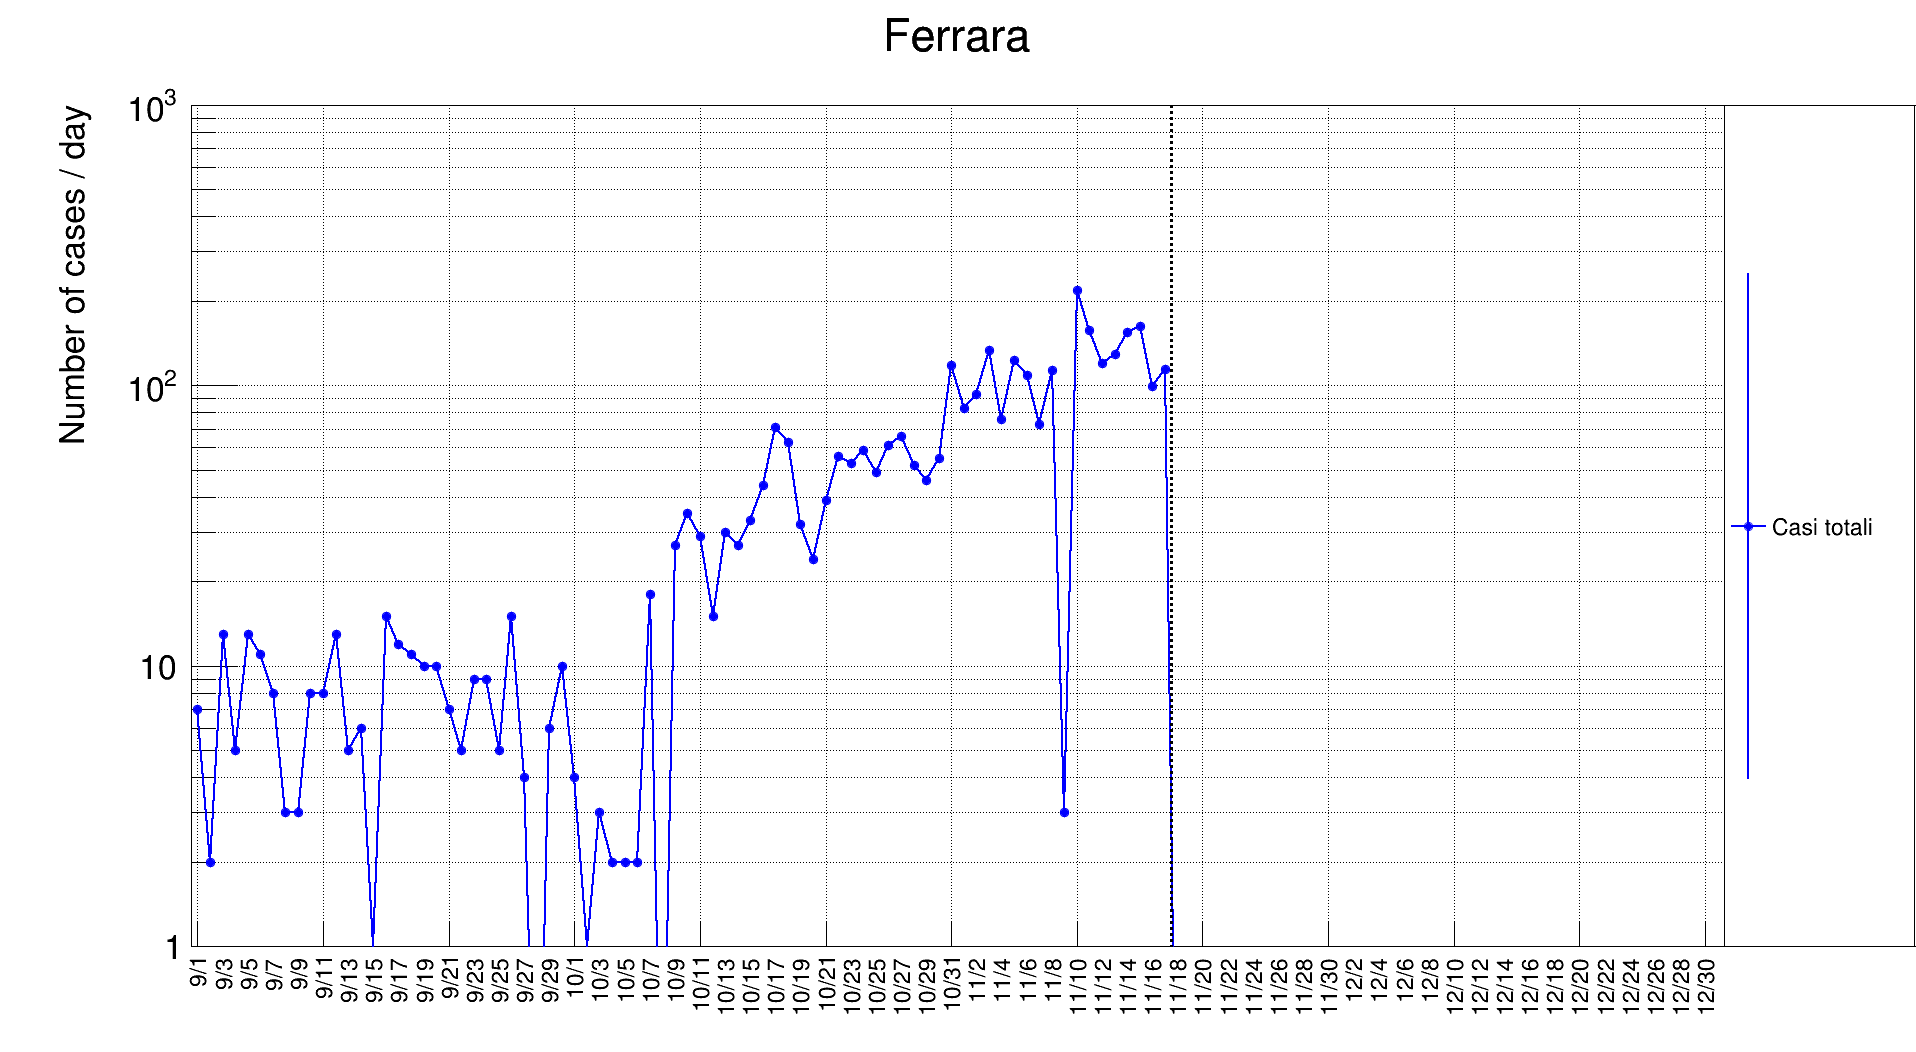 Ferrara
Number of cases / day
10³
10²
10
1
9/1 9/3 9/5 9/7 9/9 9/11 9/13 9/15 9/17 9/19 9/21 9/23 9/25 9/27 9/29 10/1 10/3 10/5 10/7 10/9 10/11 10/13 10/15 10/17 10/19 10/21 10/23 10/25 10/27 10/29 10/31 11/2 11/4 11/6 11/8 11/10 11/12 11/14 11/16 11/18 11/20 11/22 11/24 11/26 11/28 11/30 12/2 12/4 12/6 12/8 12/10 12/12 12/14 12/16 12/18 12/20 12/22 12/24 12/26 12/28 12/30
Casi totali